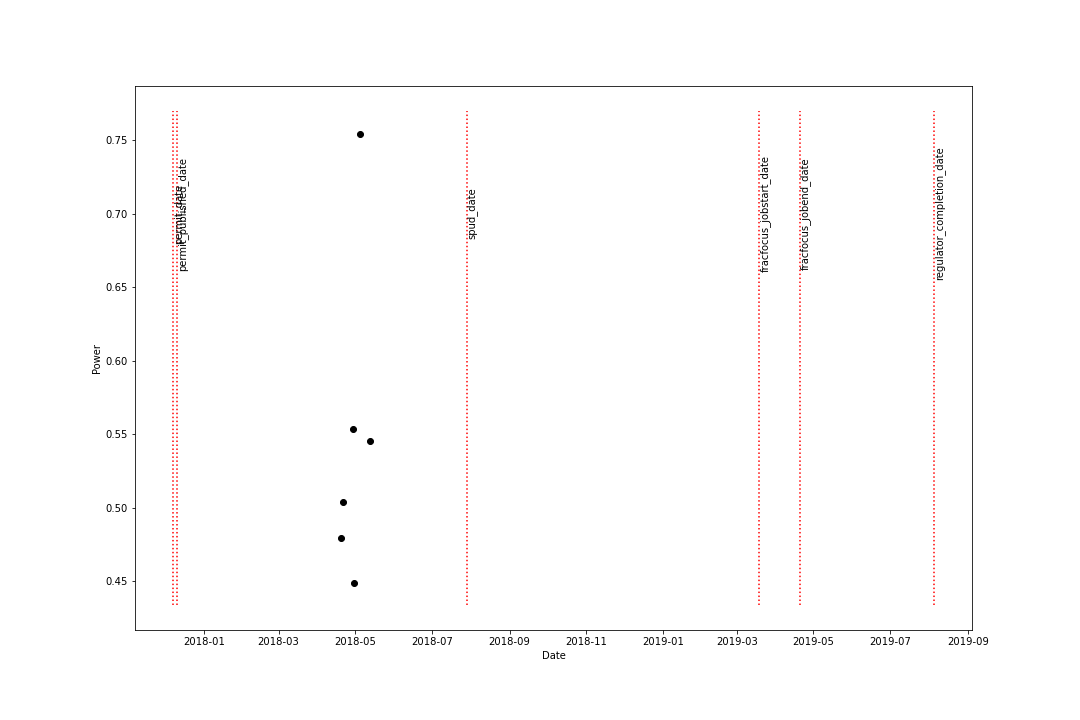 0.75
0.70
0.65
0.60
0.55
0.50
0.45
Power
permit_date
permit_published_date
spud_date
fracfocus_jobstart_date
fracfocus_jobend_date
regulator_completion_date
2018-01
2018-03
2018-05
2018-07
2018-09
2018-11
2019-01
2019-03
2019-05
2019-07
2019-09
Date